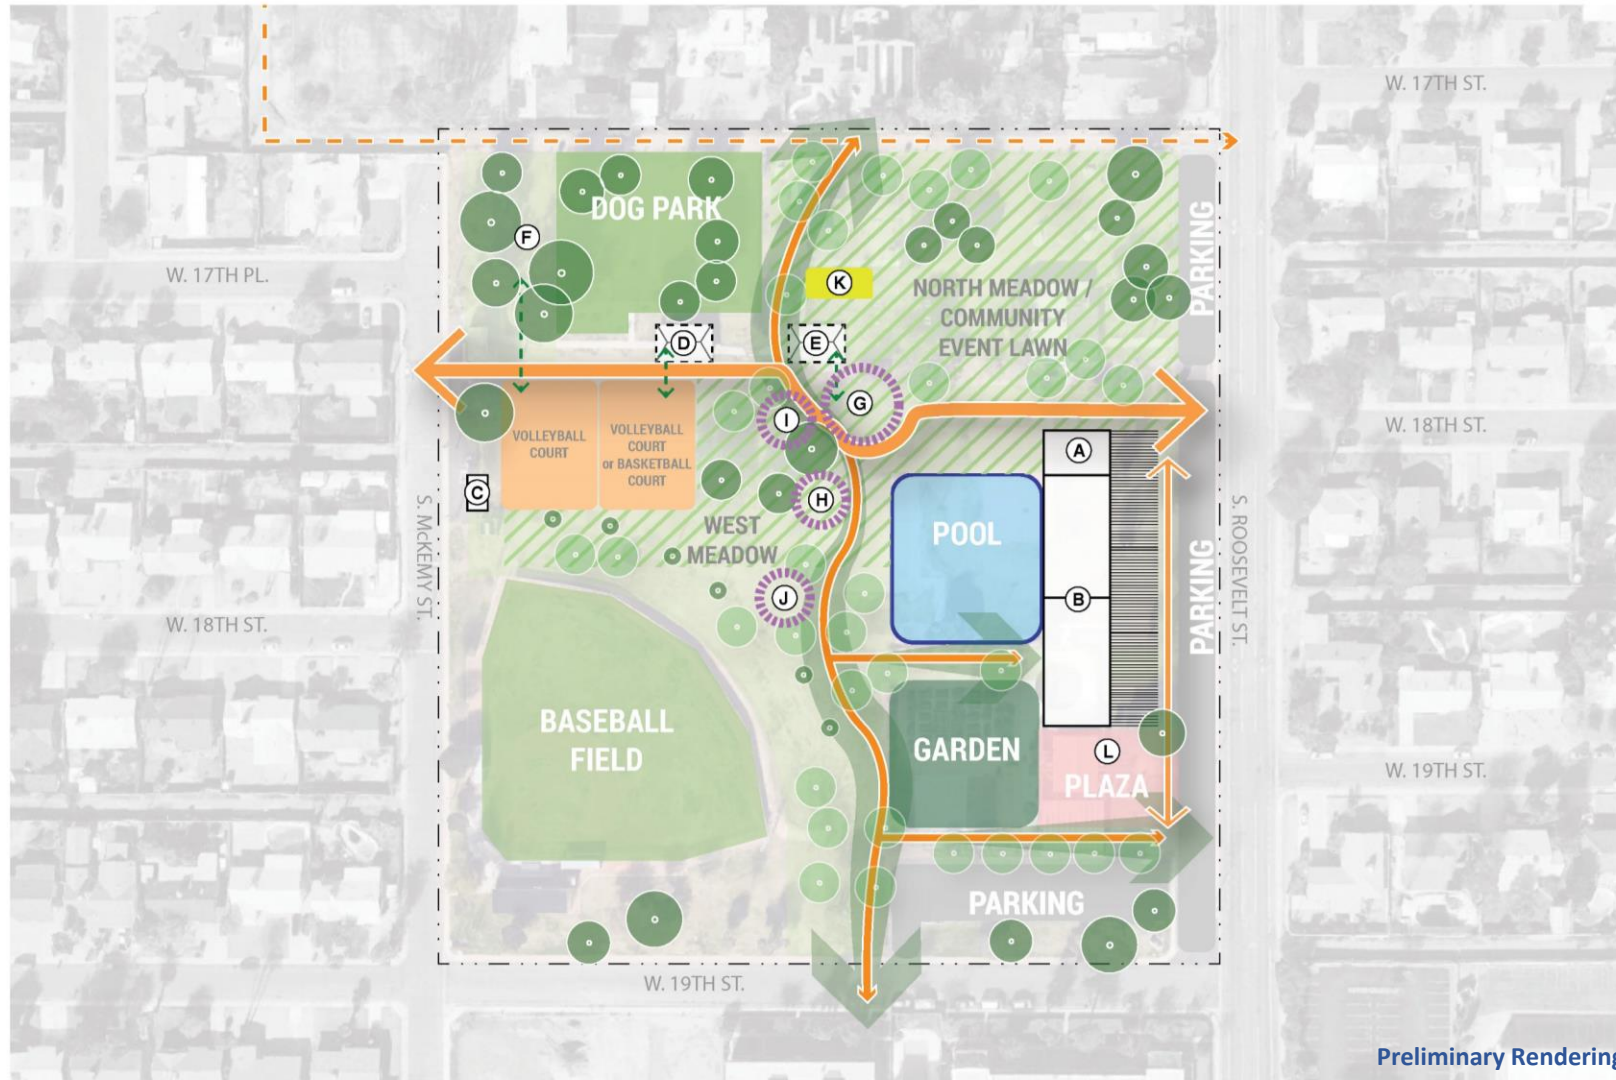 W. 17TH ST.
DOG PARK
F
PARKING
W. 17TH PL.
K
NORTH MEADOW /
COMMUNITY
EVENT LAWN
D
E
G
I
VOLLEYBALL
COURT
VOLLEYBALL
COURT
or BASKETBALL
COURT
W. 18TH ST.
A
C
H
S. McKEMY ST.
WEST
MEADOW
POOL
S. ROOSEVELT ST.
PARKING
J
B
W. 18TH ST.
BASEBALL
FIELD
GARDEN
L
PLAZA
W. 19TH ST.
PARKING
W. 19TH ST.
Preliminary Rendering